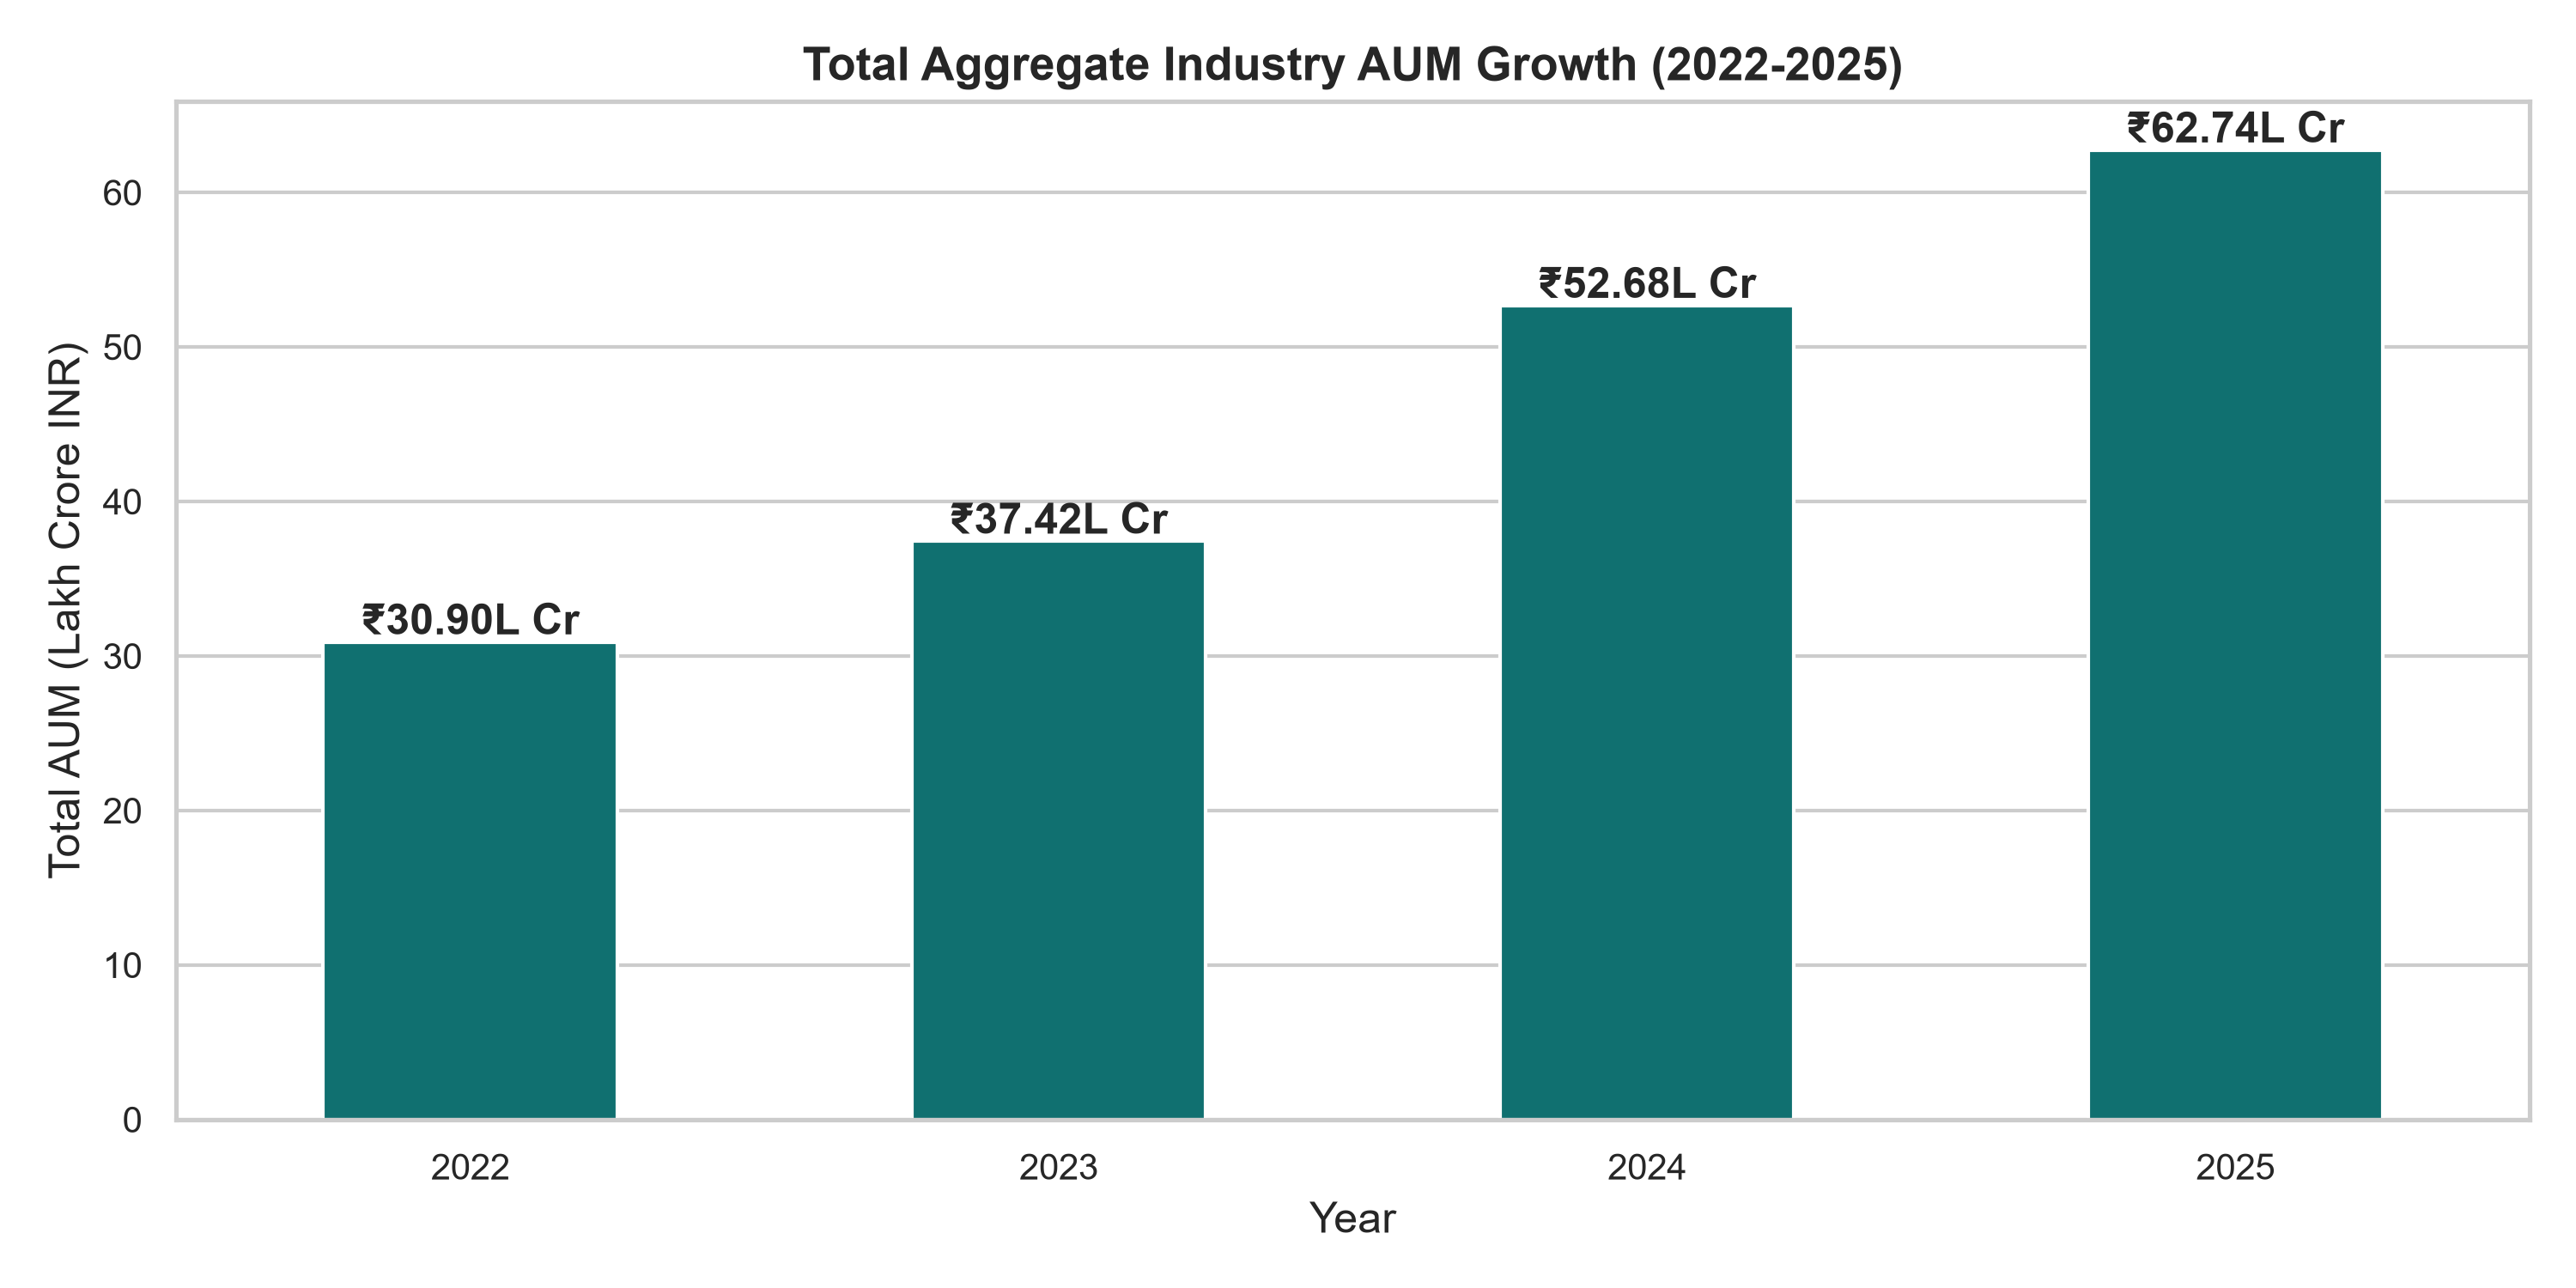 Total Aggregate Industry AUM Growth (2022-2025)
Total AUM (Lakh Crore INR)
60
50
40
30
20
10
0
₹30.90L Cr
₹37.42L Cr
₹52.68L Cr
₹62.74L Cr
2022
2023
2024
2025
Year